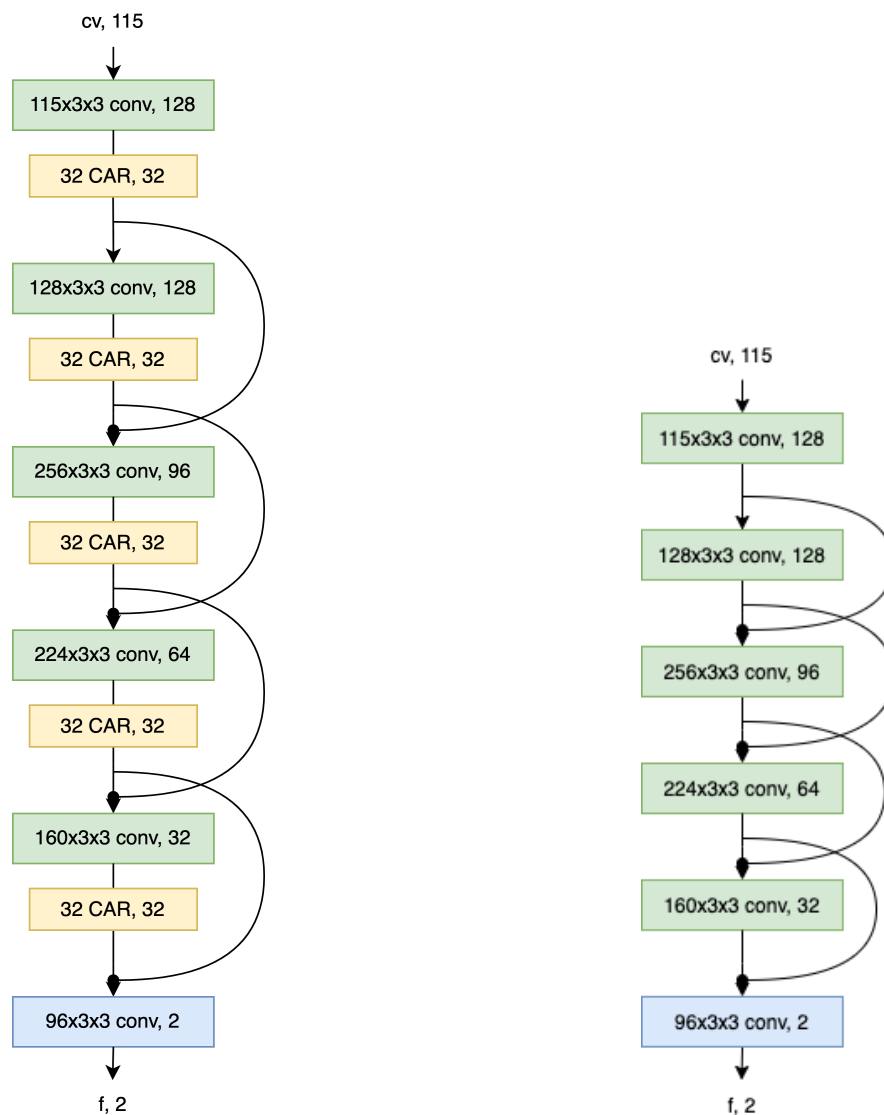 cv, 115
115x3x3 conv, 128
32 CAR, 32
128x3x3 conv, 128
32 CAR, 32
256x3x3 conv, 96
32 CAR, 32
224x3x3 conv, 64
32 CAR, 32
160x3x3 conv, 32
32 CAR, 32
96x3x3 conv, 2
f, 2
cv, 115
115x3x3 conv, 128
128x3x3 conv, 128
256x3x3 conv, 96
224x3x3 conv, 64
160x3x3 conv, 32
96x3x3 conv, 2
f, 2